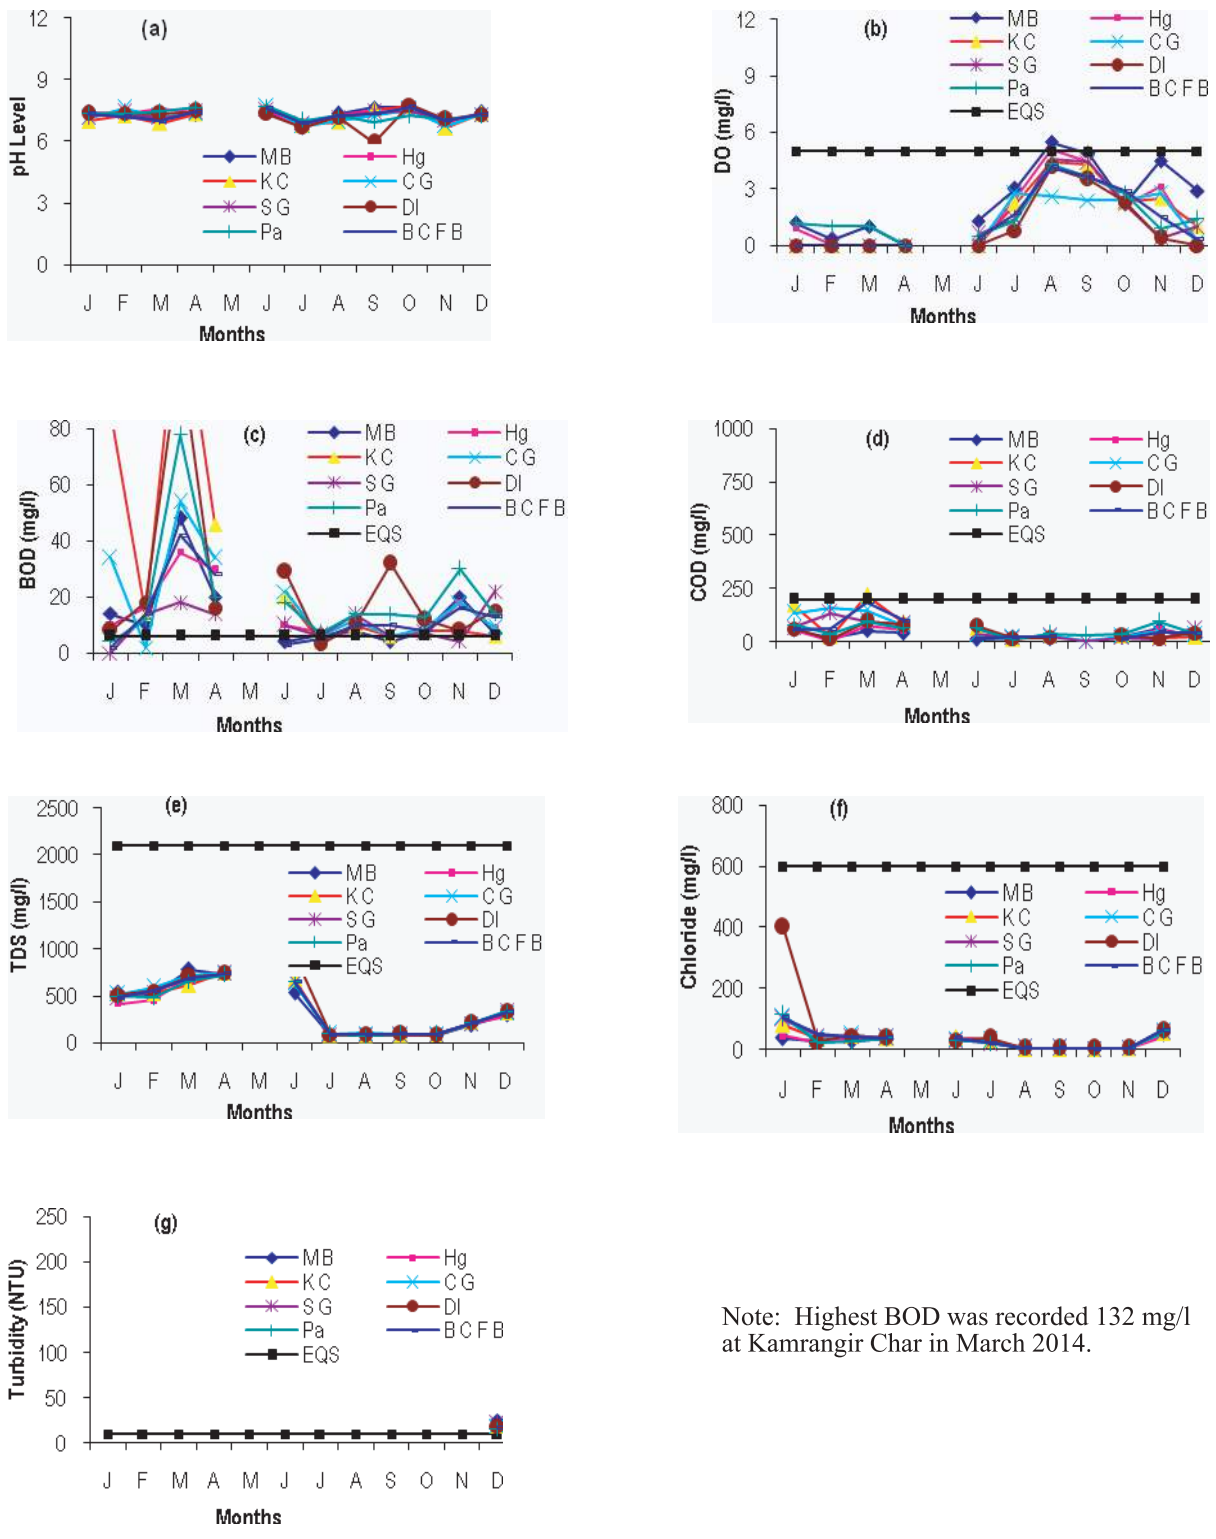 (a)
12
9
6
3
0
pH Level
MB Hg
KC CG
SG DI
Pa BCFB
J F M A M J J A S O N D
Months
(b)
12
9
6
3
0
DO (mg/l)
MB Hg
KC CG
SG DI
Pa BCFB
EQS
J F M A M J J A S O N D
Months
(c)
80
60
40
20
0
BOD (mg/l)
MB Hg
KC CG
SG DI
Pa BCFB
EQS
J F M A M J J A S O N D
Months
(d)
1000
750
500
250
0
COD (mg/l)
MB Hg
KC CG
SG DI
Pa BCFB
EQS
J F M A M J J A S O N D
Months
(e)
2500
2000
1500
1000
500
0
TDS (mg/l)
MB Hg
KC CG
SG DI
Pa BCFB
EQS
J F M A M J J A S O N D
Months
(f)
800
600
400
200
0
Chloride (mg/l)
MB Hg
KC CG
SG DI
Pa BCFB
EQS
J F M A M J J A S O N D
Months
(g)
250
200
150
100
50
0
Turbidity (NTU)
MB Hg
KC CG
SG DI
Pa BCFB
EQS
J F M A M J J A S O N D
Months
Note: Highest BOD was recorded 132 mg/l
at Kamrangir Char in March 2014.